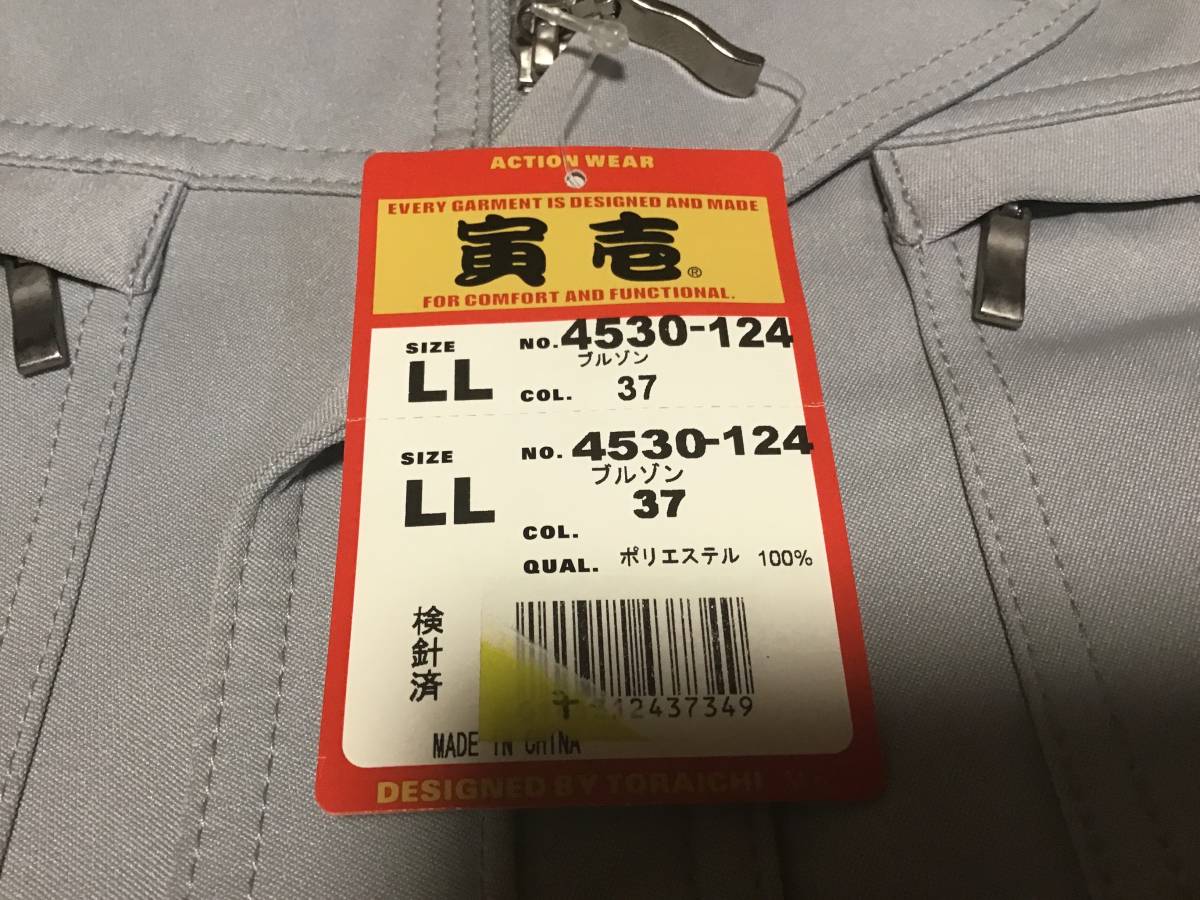 ACTION WEAR
EVERY GARMENT IS DESIGNED AND MADE
寅壱®
FOR COMFORT AND FUNCTIONAL.
SIZE NO. 4530-124
LL ブルゾン
COL. 37
SIZE NO. 4530-124
LL ブルゾン
37
COL.
QUAL. ポリエステル 100%
検針済
12437349
MADE IN CHINA
DESIGNED BY TORAICHI